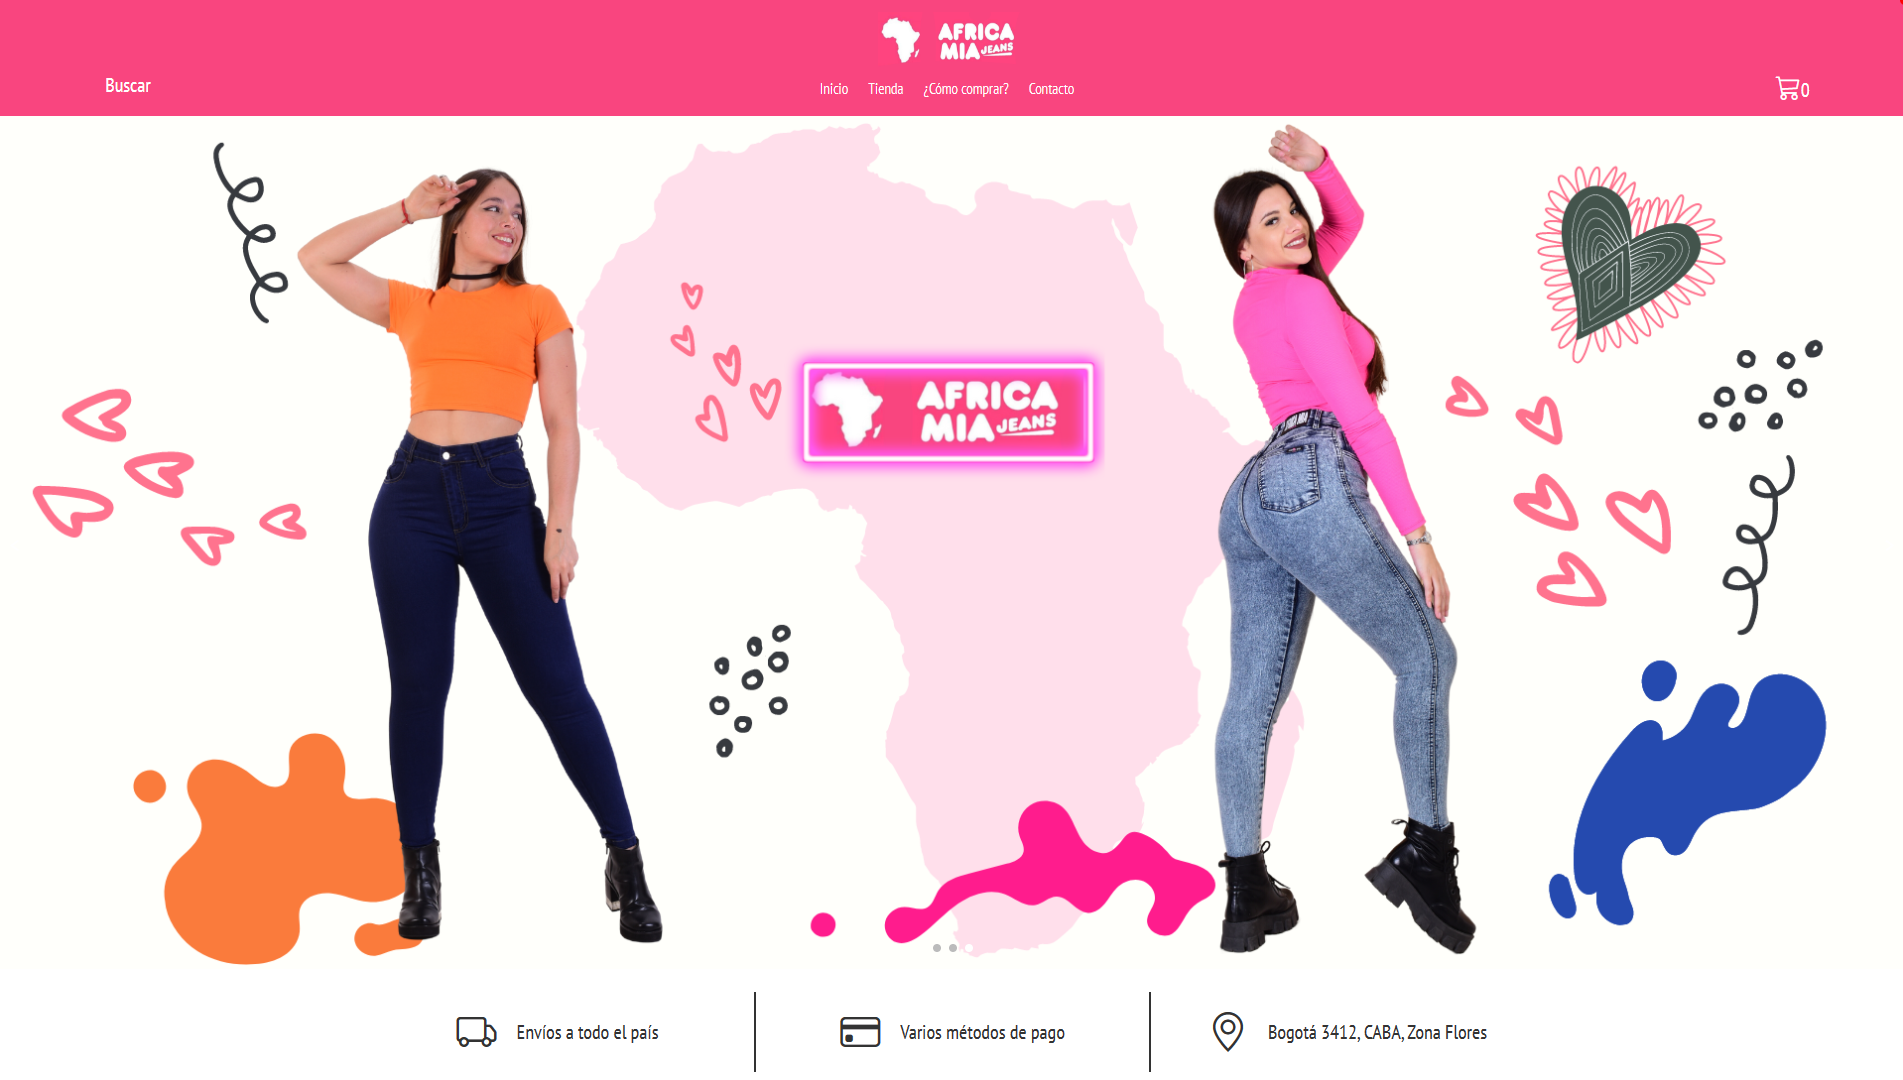 AFRICA
MIA JEANS
Buscar
Inicio Tienda ¿Cómo comprar? Contacto
0
AFRICA
MIA JEANS
Envíos a todo el país
Varios métodos de pago
Bogotá 3412, CABA, Zona Flores